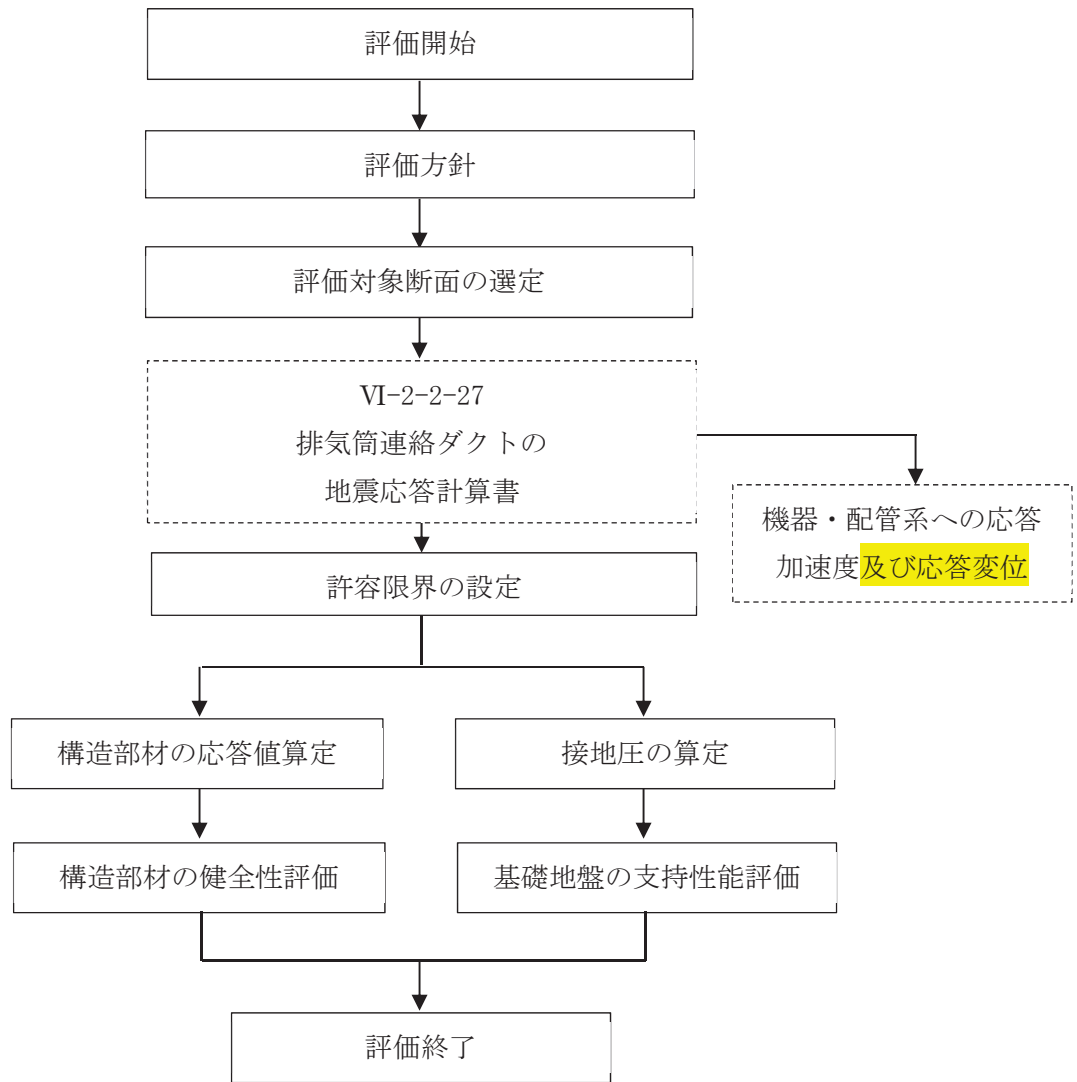 評価開始
評価方針
評価対象断面の選定
Ⅵ-2-2-27
排気筒連絡ダクトの
地震応答計算書
機器・配管系への応答
加速度及び応答変位
許容限界の設定
構造部材の応答値算定
接地圧の算定
構造部材の健全性評価
基礎地盤の支持性能評価
評価終了